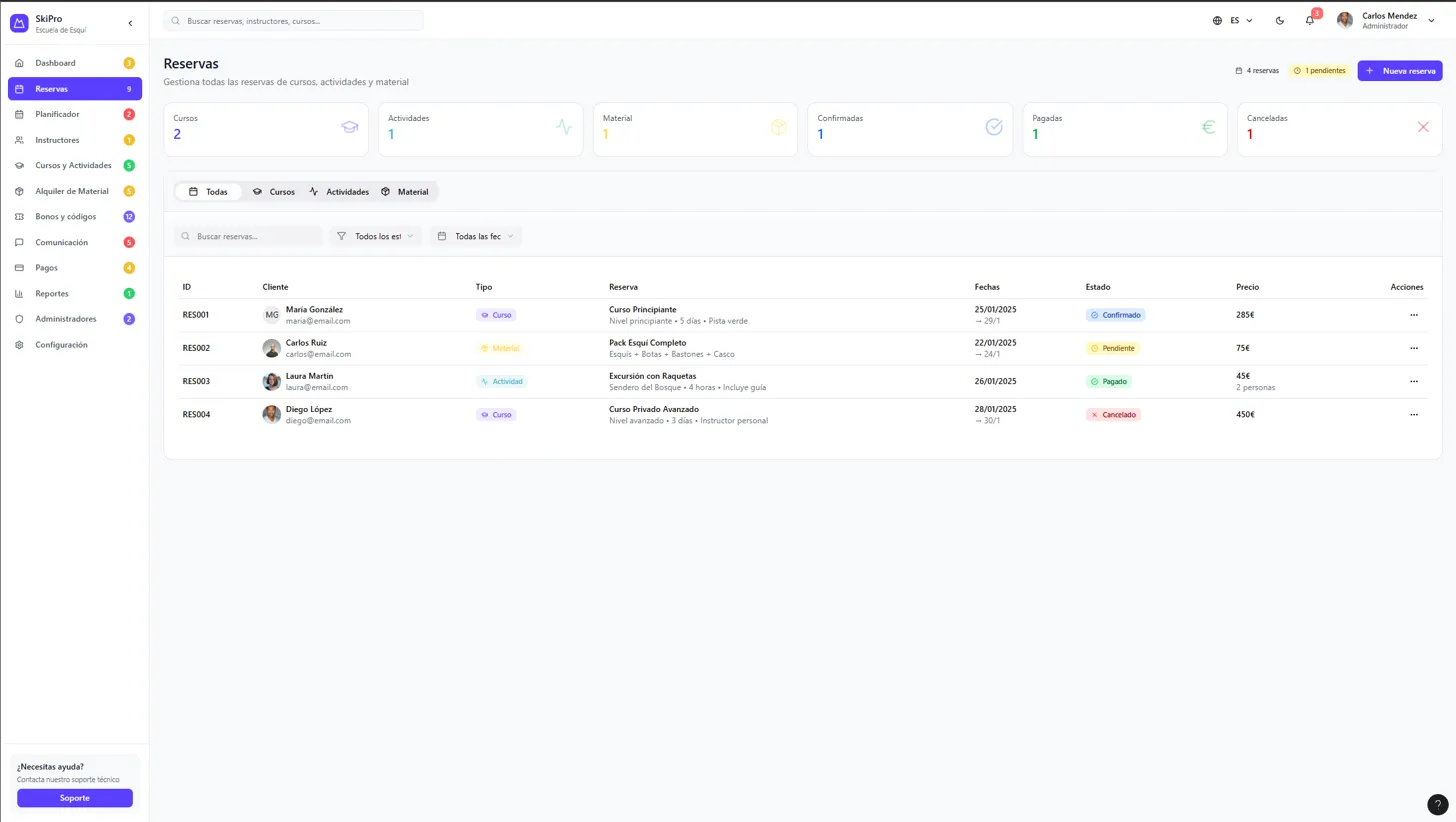 SkiPro
Escuela de Esquí
Buscar reservas, instructores, cursos...
ES
3
Carlos Mendez
Administrador
Dashboard 3
Reservas 9
Planificador 2
Instructores 1
Cursos y Actividades 5
Alquiler de Material 5
Bonos y códigos 12
Comunicación 5
Pagos 4
Reportes 1
Administradores 2
Configuración
¿Necesitas ayuda?
Contacta nuestro soporte técnico
Soporte
Reservas
Gestiona todas las reservas de cursos, actividades y material
4 reservas
1 pendientes
+ Nueva reserva
Cursos
2
Actividades
1
Material
1
Confirmadas
1
Pagadas
1
€
Canceladas
1
Todas Cursos Actividades Material
Buscar reservas...
Todos los est
Todas las fec
ID Cliente Tipo Reserva Fechas Estado Precio Acciones
RES001 MG María González Curso Curso Principiante 25/01/2025 Confirmado 285€ ...
maria@email.com Nivel principiante • 5 días • Pista verde → 29/1
RES002 Carlos Ruiz Material Pack Esquí Completo 22/01/2025 Pendiente 75€ ...
carlos@email.com Esquís + Botas + Bastones + Casco → 24/1
RES003 Laura Martín Actividad Excursión con Raquetas 26/01/2025 Pagado 45€ ...
laura@email.com Sendero del Bosque • 4 horas • Incluye guía 2 personas
RES004 Diego López Curso Curso Privado Avanzado 28/01/2025 Cancelado 450€ ...
diego@email.com Nivel avanzado • 3 días • Instructor personal → 30/1
?